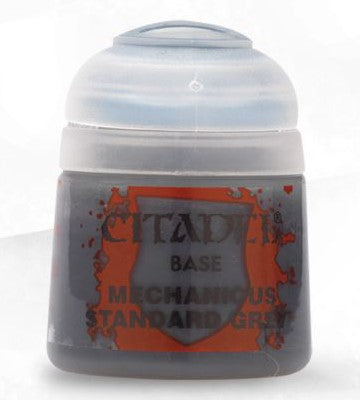 CITADEL®
BASE
MECHANICUS
STANDARD GREY